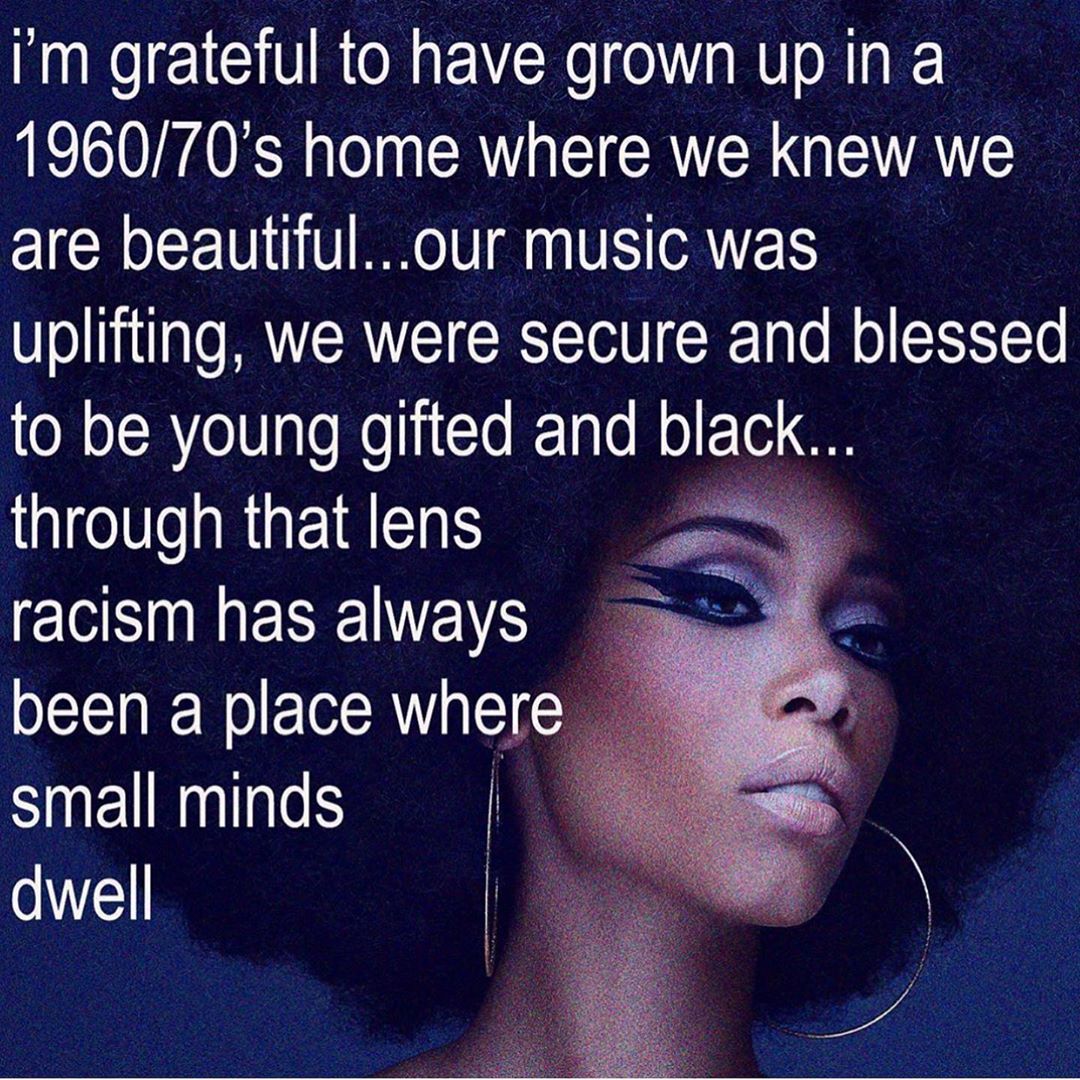 i’m grateful to have grown up in a
1960/70’s home where we knew we
are beautiful...our music was
uplifting, we were secure and blessed
to be young gifted and black...
through that lens
racism has always
been a place where
small minds
dwell